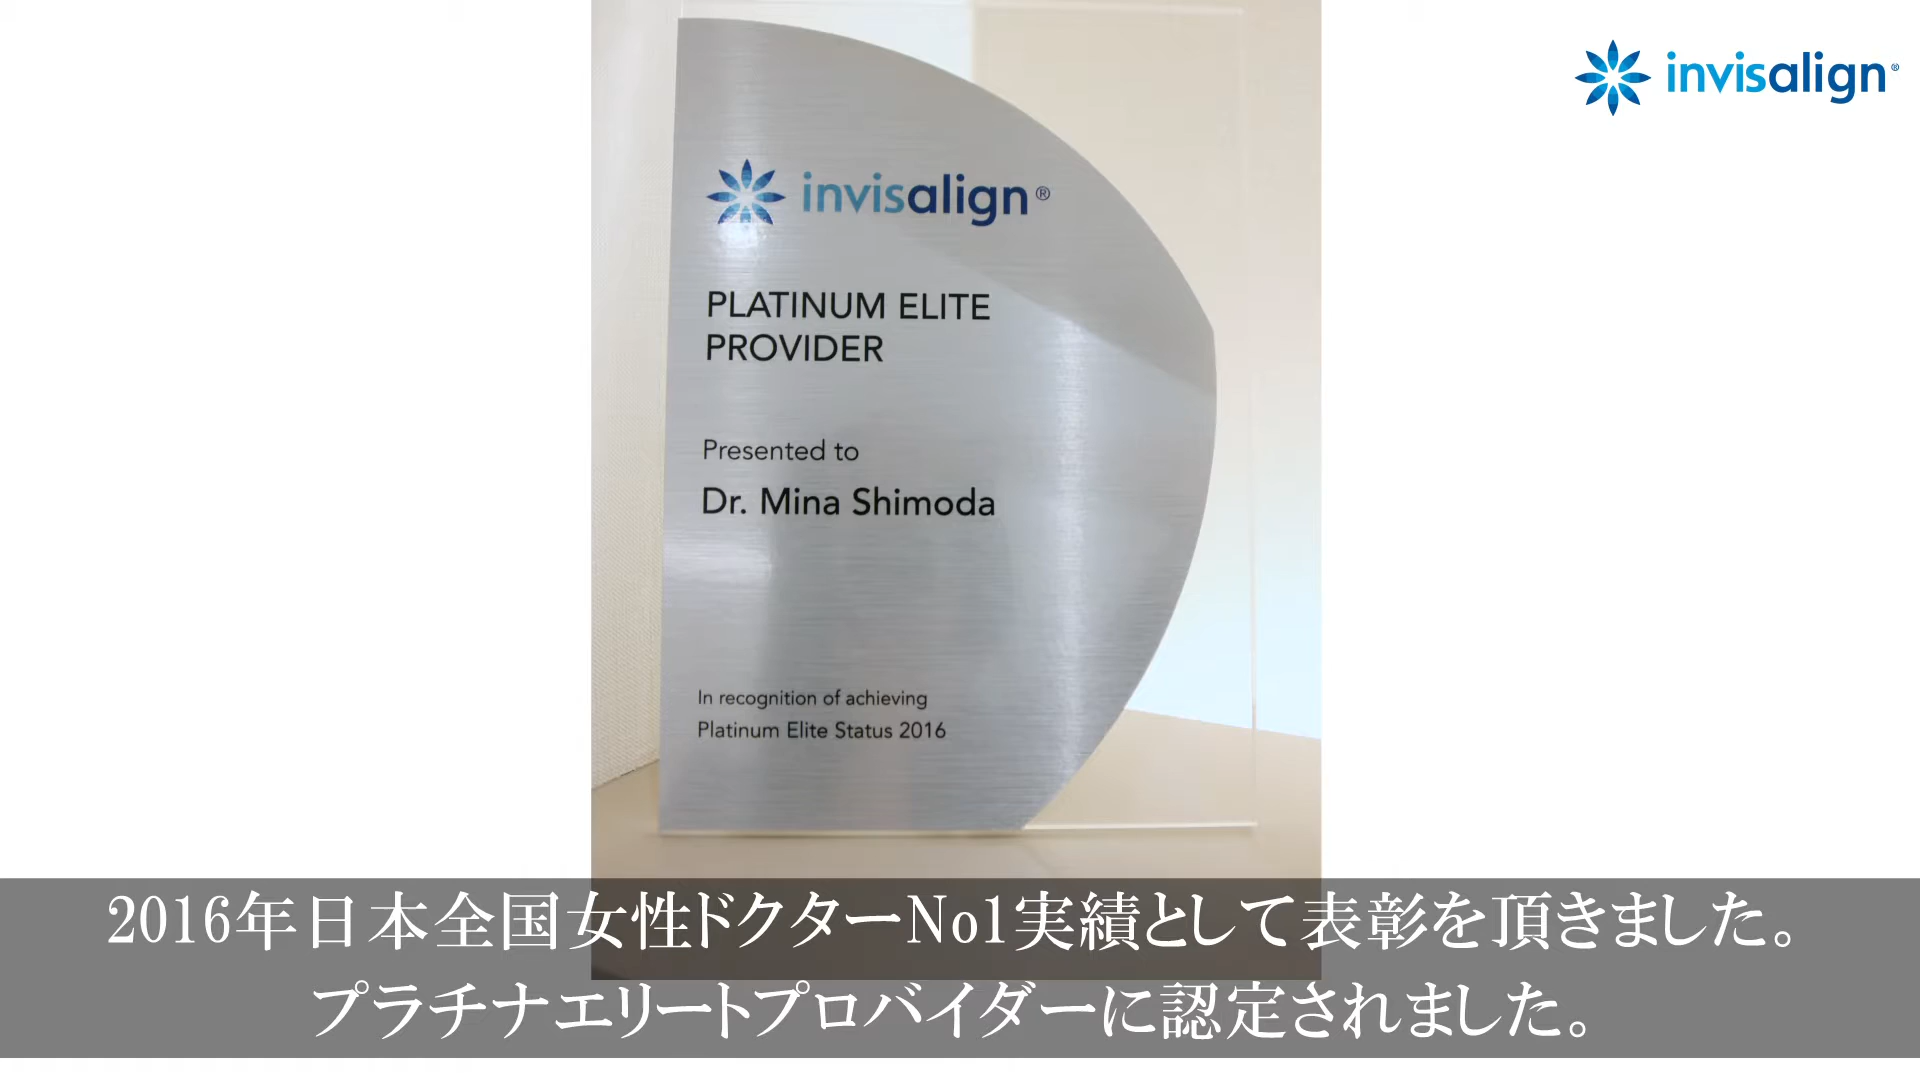 invisalign®
invisalign®
PLATINUM ELITE
PROVIDER
Presented to
Dr. Mina Shimoda
In recognition of achieving
Platinum Elite Status 2016
2016年日本全国女性ドクターNo1実績として表彰を頂きました。
プラチナエリートプロバイダーに認定されました。